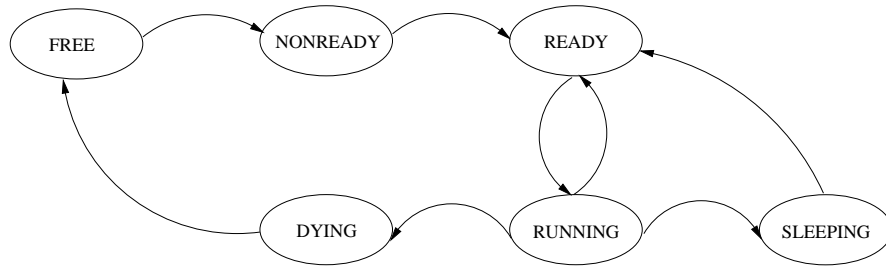 FREE
NONREADY
READY
DYING
RUNNING
SLEEPING